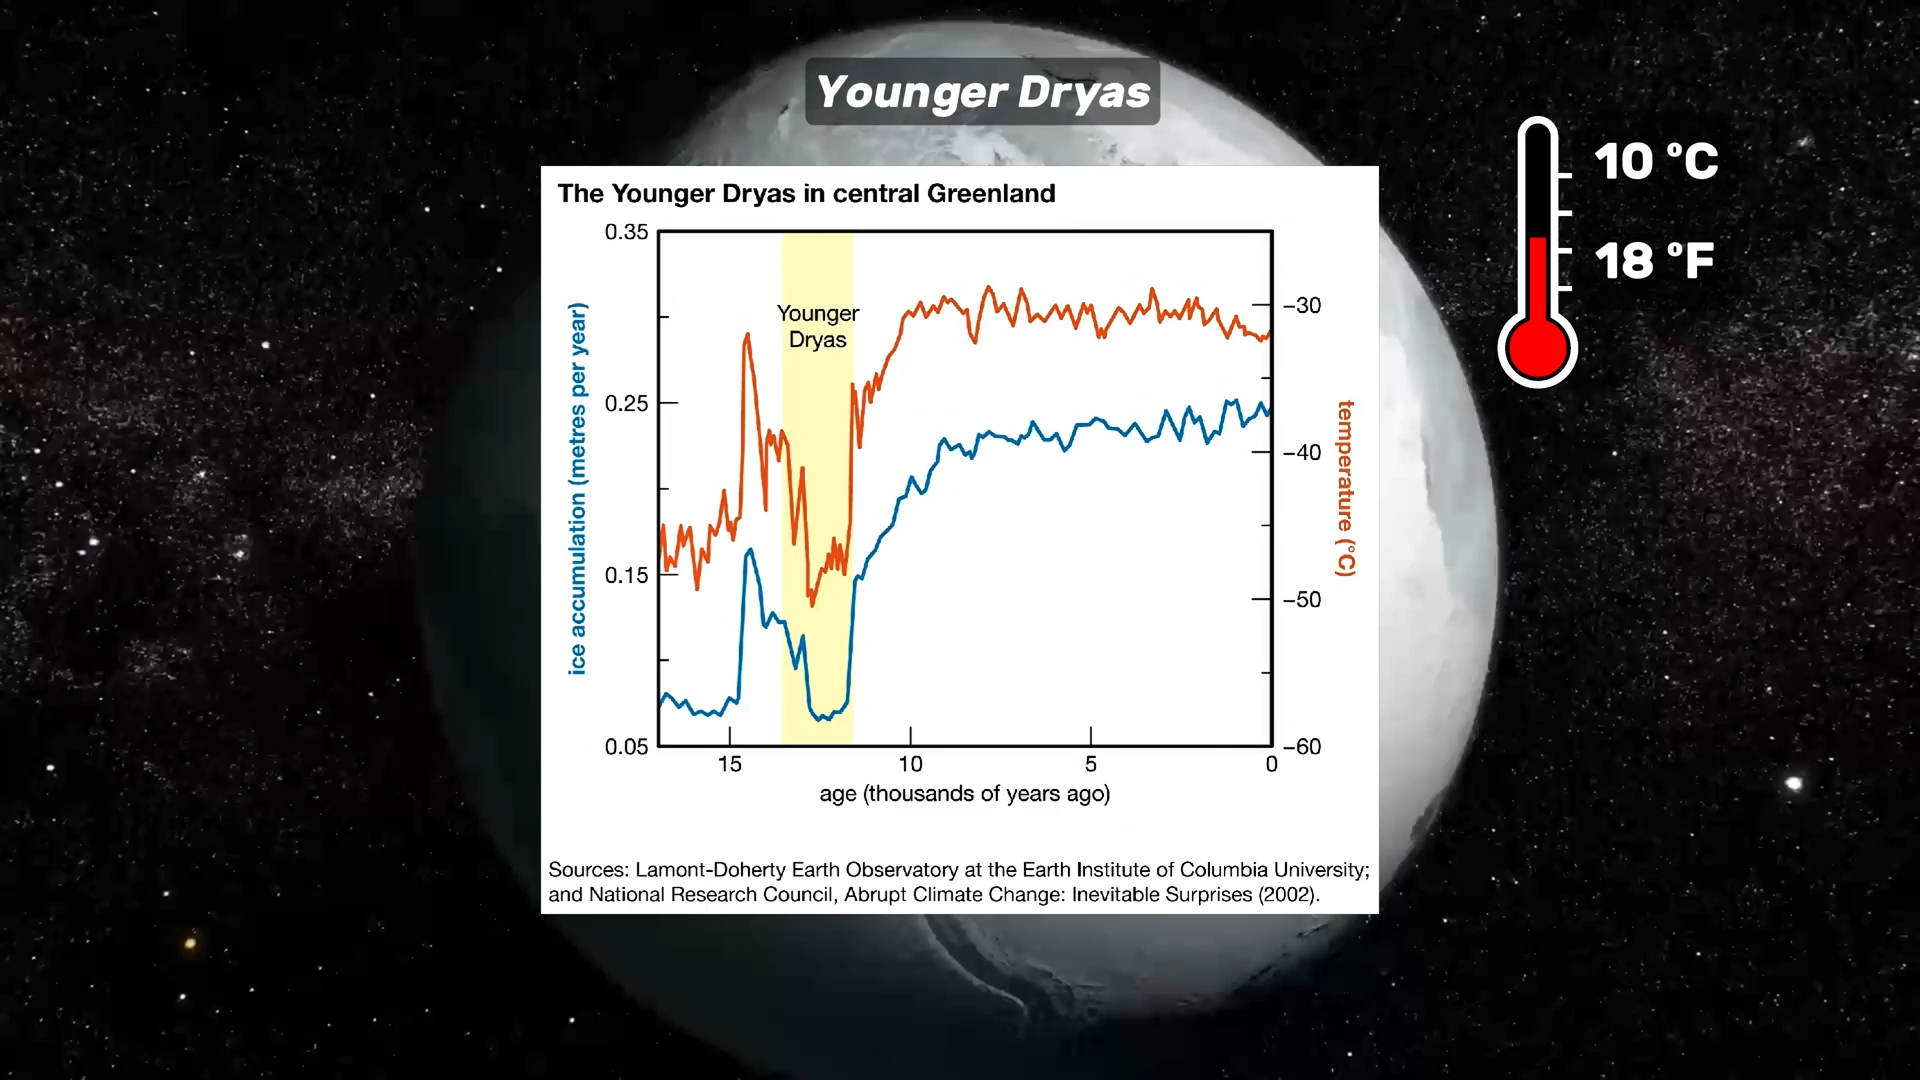 Younger Dryas
10 °C
18 °F
The Younger Dryas in central Greenland
0.35
0.25
0.15
0.05
ice accumulation (metres per year)
Younger
Dryas
–30
–40
–50
–60
temperature (°C)
15
10
5
0
age (thousands of years ago)
Sources: Lamont-Doherty Earth Observatory at the Earth Institute of Columbia University;
and National Research Council, Abrupt Climate Change: Inevitable Surprises (2002).